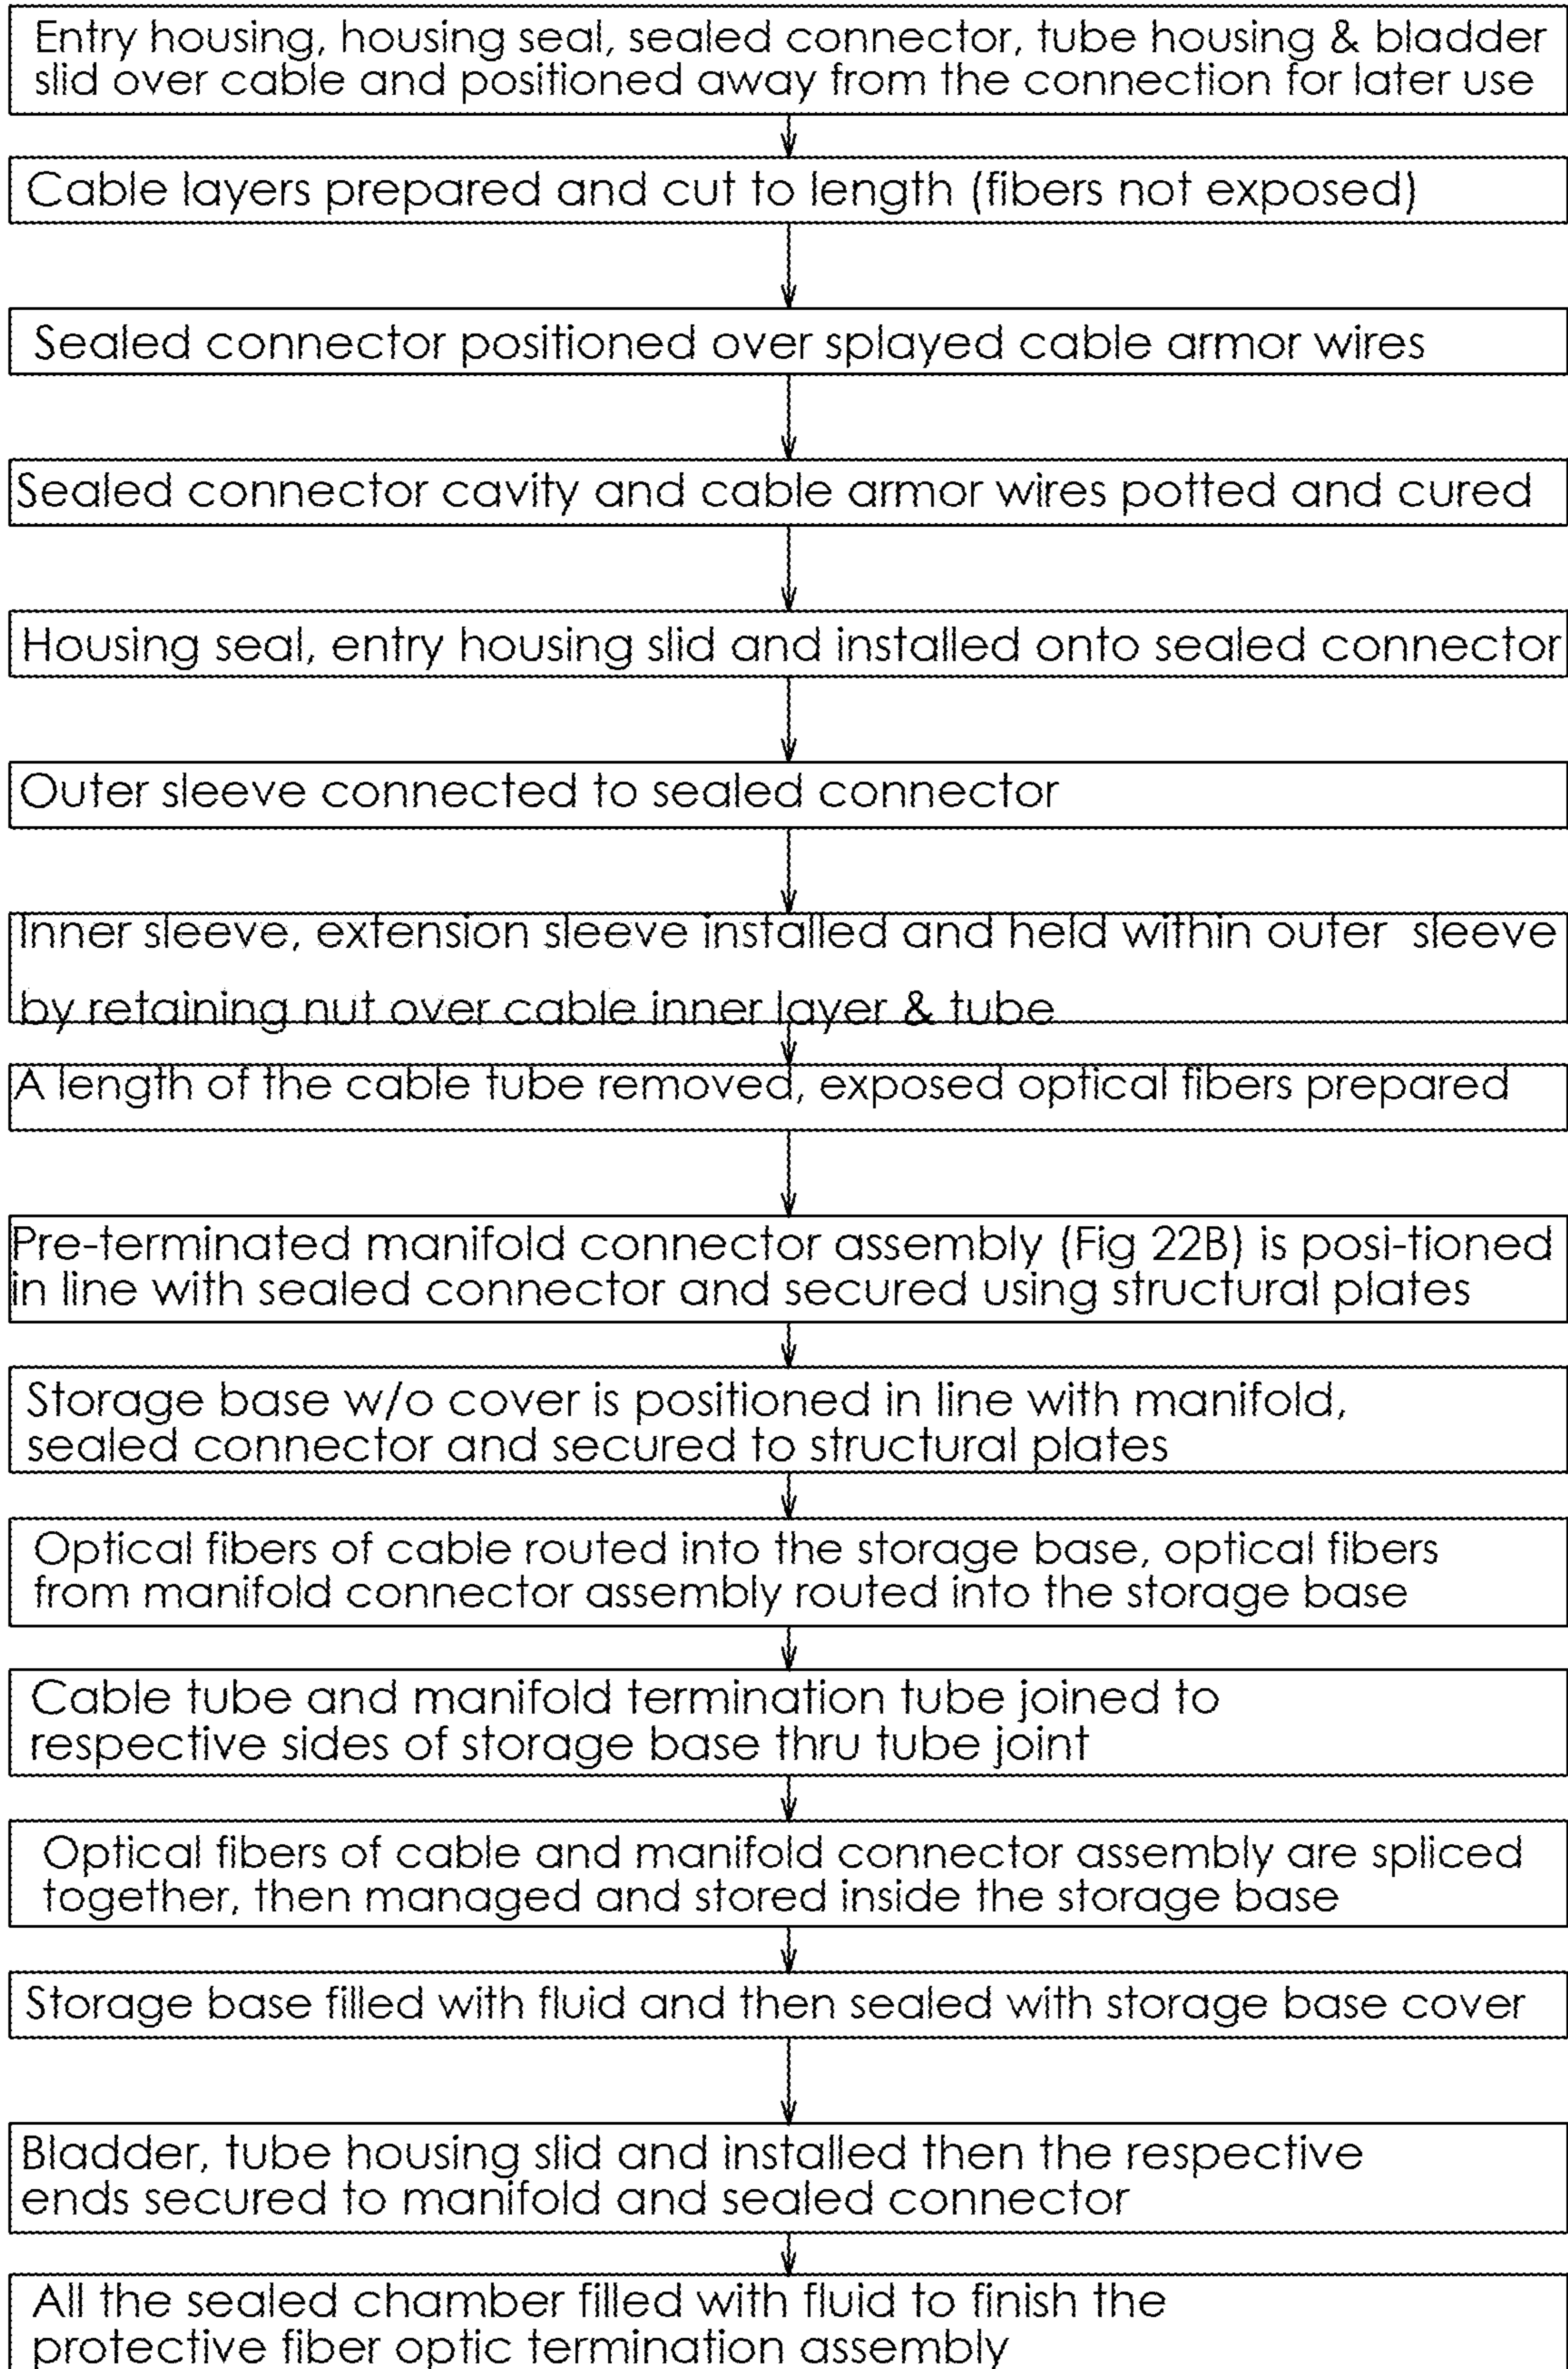 Entry housing, housing seal, sealed connector, tube housing & bladder
slid over cable and positioned away from the connection for later use
Cable layers prepared and cut to length (fibers not exposed)
Sealed connector positioned over splayed cable armor wires
Sealed connector cavity and cable armor wires potted and cured
Housing seal, entry housing slid and installed onto sealed connector
Outer sleeve connected to sealed connector
Inner sleeve, extension sleeve installed and held within outer sleeve
by retaining nut over cable inner layer & tube
A length of the cable tube removed, exposed optical fibers prepared
Pre-terminated manifold connector assembly (Fig 22B) is posi-tioned
in line with sealed connector and secured using structural plates
Storage base w/o cover is positioned in line with manifold,
sealed connector and secured to structural plates
Optical fibers of cable routed into the storage base, optical fibers
from manifold connector assembly routed into the storage base
Cable tube and manifold termination tube joined to
respective sides of storage base thru tube joint
Optical fibers of cable and manifold connector assembly are spliced
together, then managed and stored inside the storage base
Storage base filled with fluid and then sealed with storage base cover
Bladder, tube housing slid and installed then the respective
ends secured to manifold and sealed connector
All the sealed chamber filled with fluid to finish the
protective fiber optic termination assembly